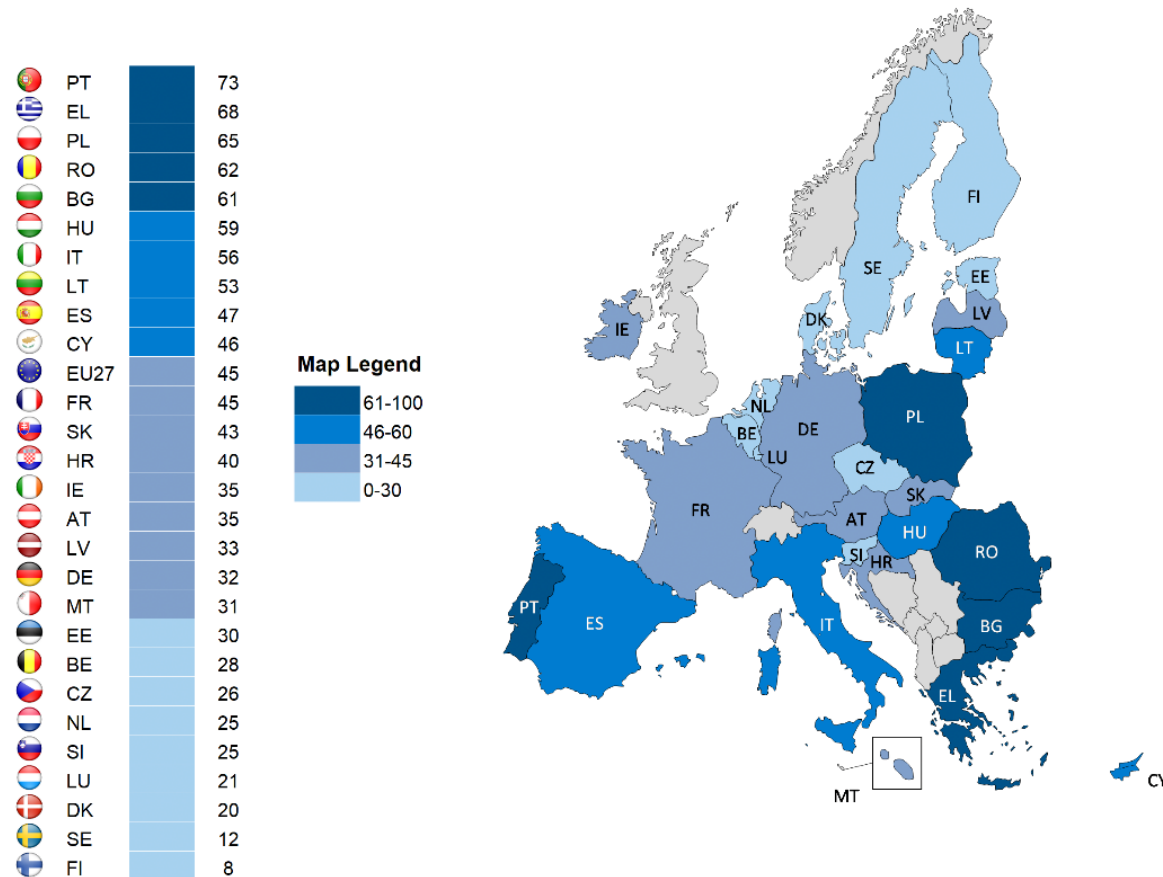 PT 73
EL 68
PL 65
RO 62
BG 61
HU 59
IT 56
LT 53
ES 47
CY 46
EU27 45
FR 45
SK 43
HR 40
IE 35
AT 35
LV 33
DE 32
MT 31
EE 30
BE 28
CZ 26
NL 25
SI 25
LU 21
DK 20
SE 12
FI 8
Map Legend
61-100
46-60
31-45
0-30
FI
SE
EE
LV
LT
DK
IE
NL
BE
DE
PL
LU
CZ
SK
FR
AT
HU
RO
SI
HR
PT
ES
IT
BG
EL
MT
CY